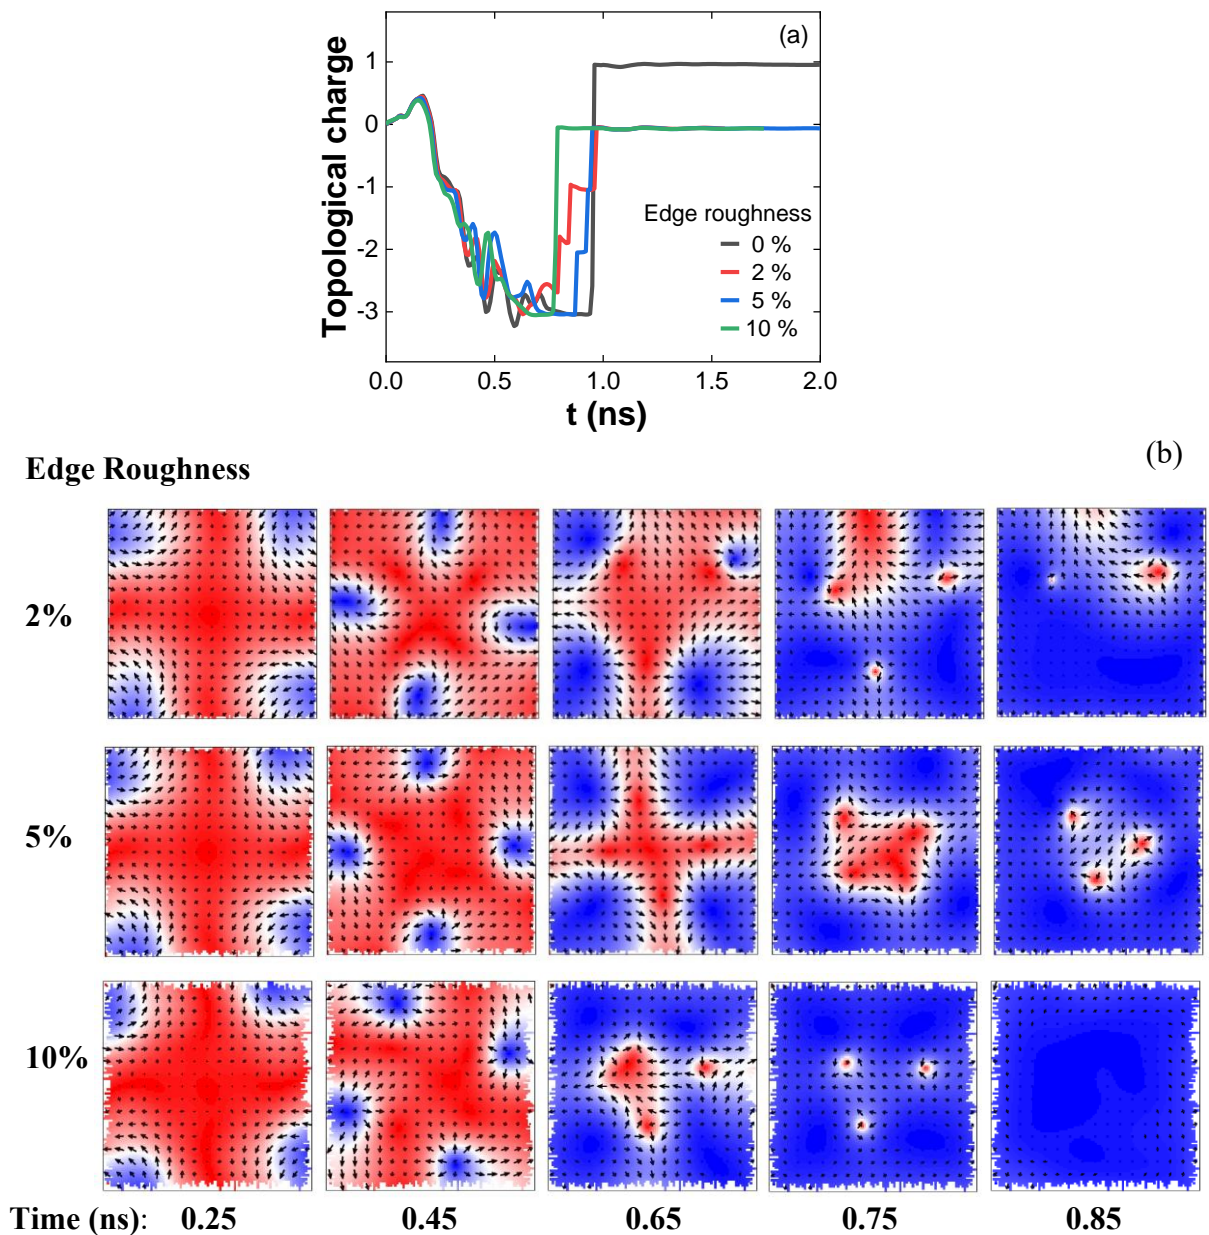 (a)
Topological charge
1
0
-1
-2
-3
Edge roughness
0 %
2 %
5 %
10 %
0.0 0.5 1.0 1.5 2.0
t (ns)
(b)
Edge Roughness
2%
5%
10%
Time (ns): 0.25 0.45 0.65 0.75 0.85